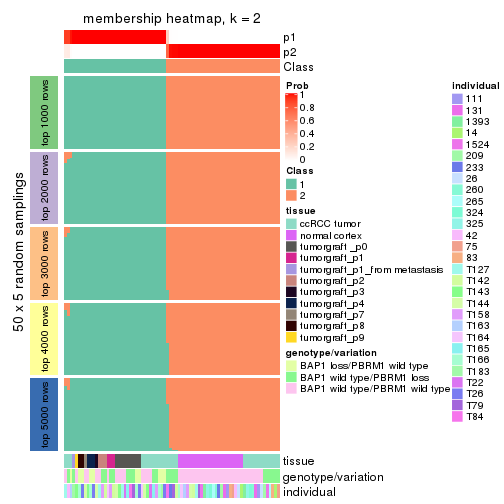 membership heatmap, k = 2
p1
p2
Class
50 x 5 random samplings
top 1000 rows
top 2000 rows
top 3000 rows
top 4000 rows
top 5000 rows
tissue
genotype/variation
individual
Prob
1
0.8
0.6
0.4
0.2
0
Class
1
2
tissue
ccRCC tumor
normal cortex
tumorgraft _p0
tumorgraft_p1
tumorgraft_p1_from metastasis
tumorgraft_p2
tumorgraft_p3
tumorgraft_p4
tumorgraft_p7
tumorgraft_p8
tumorgraft_p9
genotype/variation
BAP1 loss/PBRM1 wild type
BAP1 wild type/PBRM1 loss
BAP1 wild type/PBRM1 wild type
individual
111
131
1393
14
1524
209
233
26
260
265
324
325
42
75
83
T127
T142
T143
T144
T158
T163
T164
T165
T166
T183
T22
T26
T79
T84